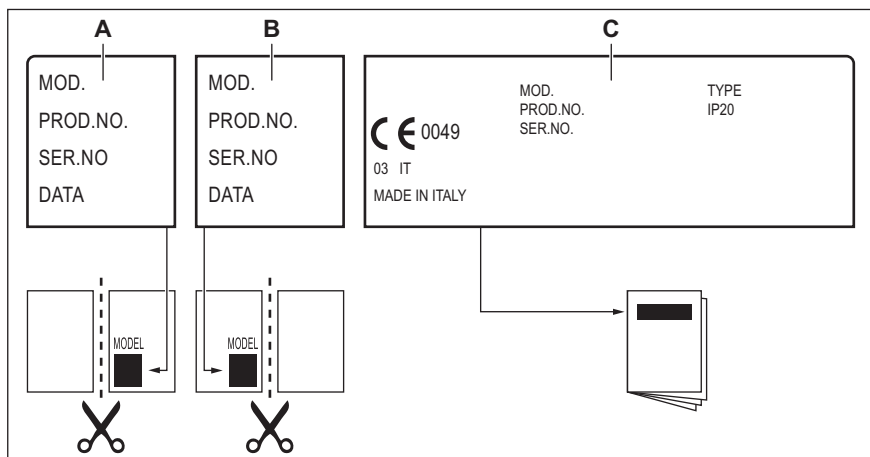 A
B
C
MOD.
PROD.NO.
SER.NO
DATA
MOD.
PROD.NO.
SER.NO
DATA
MOD.
PROD.NO.
SER.NO.
TYPE
IP20
CE 0049
03 IT
MADE IN ITALY
MODEL
MODEL